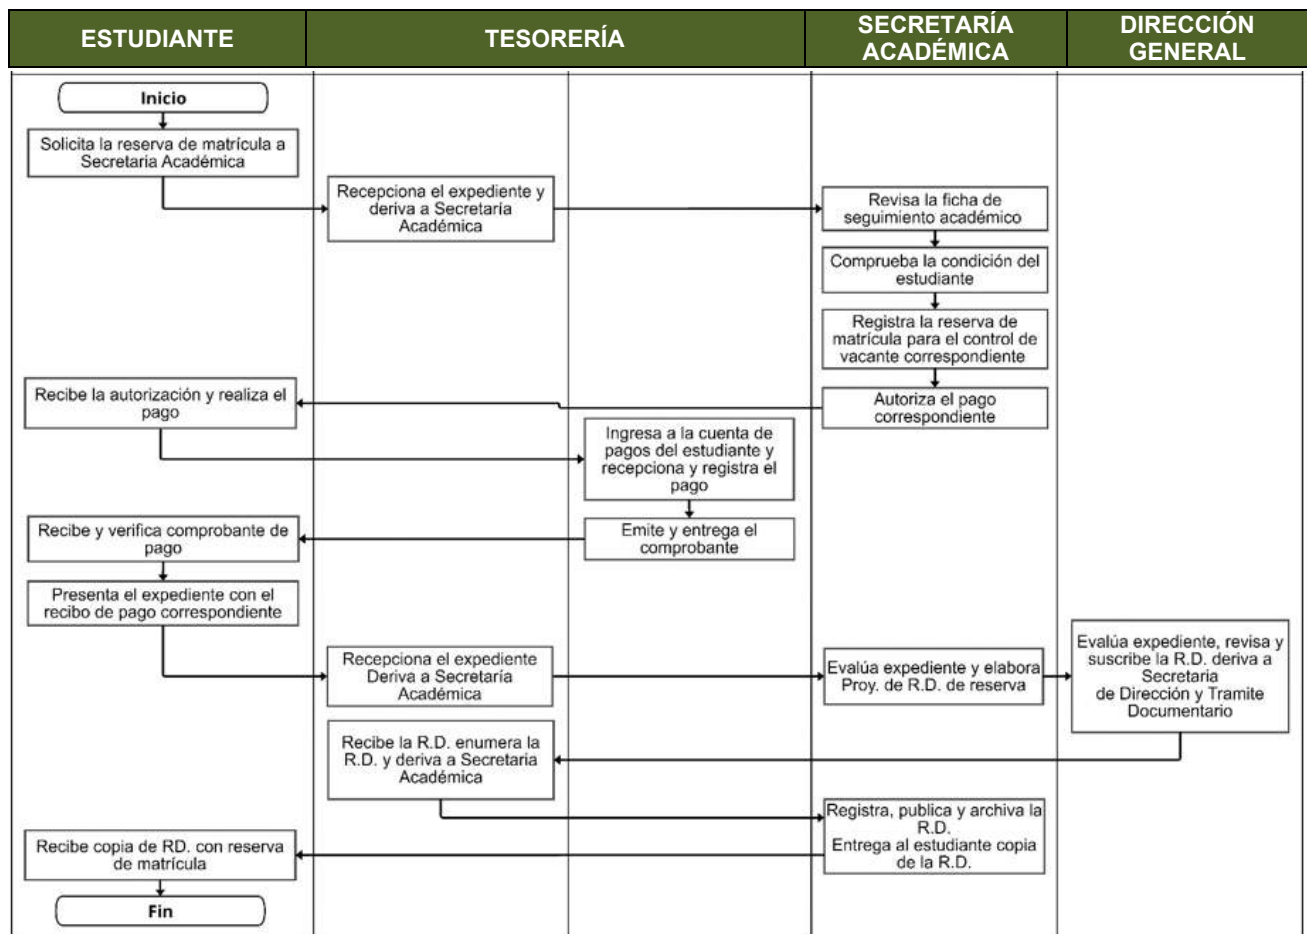 ESTUDIANTE
TESORERÍA
SECRETARÍA
ACADÉMICA
DIRECCIÓN
GENERAL
Inicio
Solicita la reserva de matrícula a
Secretaria Académica
Recepciona el expediente y
deriva a Secretaría
Académica
Revisa la ficha de
seguimiento académico
Comprueba la condición del
estudiante
Registra la reserva de
matrícula para el control de
vacante correspondiente
Autoriza el pago
correspondiente
Recibe la autorización y realiza el
pago
Ingresa a la cuenta de
pagos del estudiante y
recepciona y registra el
pago
Emite y entrega el
comprobante
Recibe y verifica comprobante de
pago
Presenta el expediente con el
recibo de pago correspondiente
Recepciona el expediente
Deriva a Secretaría
Académica
Evalúa expediente y elabora
Proy. de R.D. de reserva
Evalúa expediente, revisa y
suscribe la R.D. deriva a
Secretaria
de Dirección y Tramite
Documentario
Recibe la R.D. enumera la
R.D. y deriva a Secretaria
Académica
Registra, publica y archiva la
R.D.
Entrega al estudiante copia
de la R.D.
Recibe copia de RD. con reserva
de matrícula
Fin